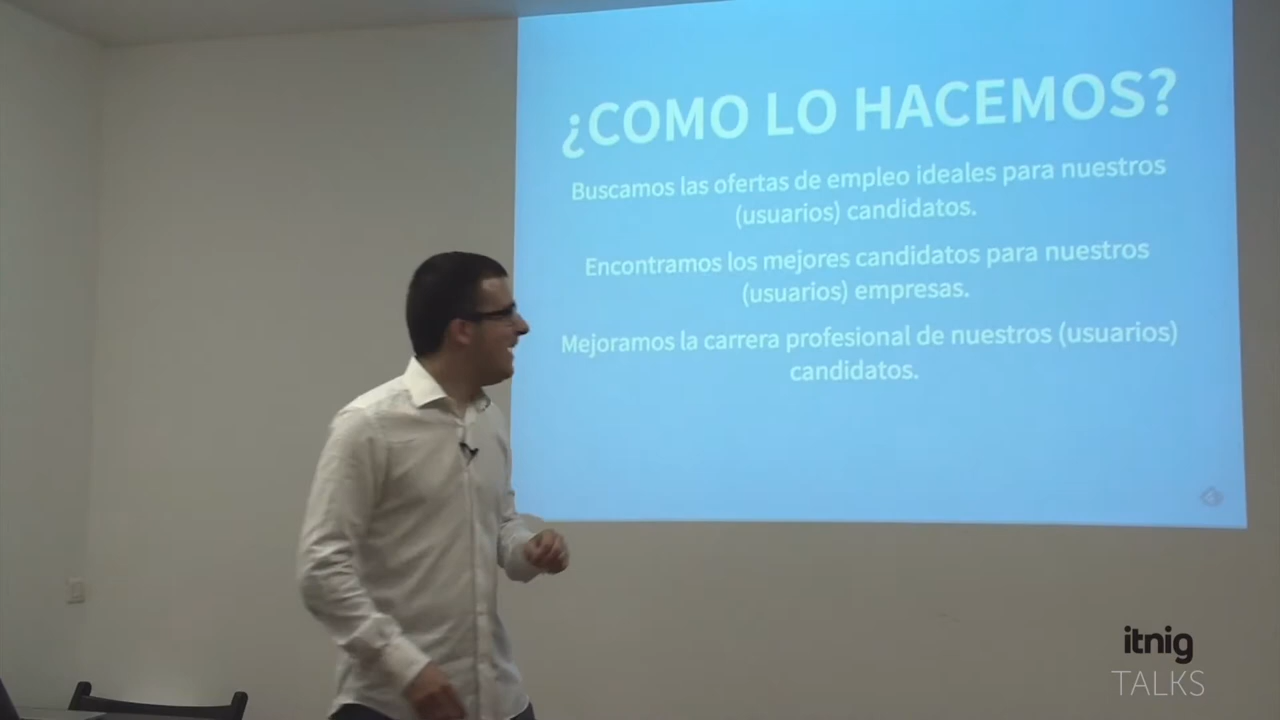 ¿COMO LO HACEMOS?
Buscamos las ofertas de empleo ideales para nuestros
(usuarios) candidatos.
Encontramos los mejores candidatos para nuestros
(usuarios) empresas.
Mejoramos la carrera profesional de nuestros (usuarios)
candidatos.
itnig
TALKS